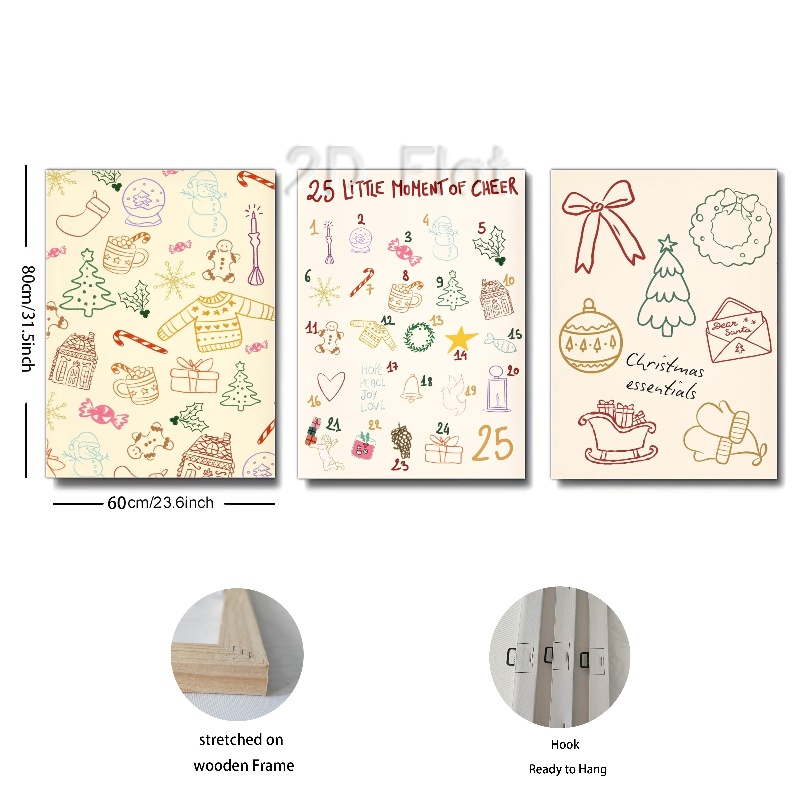 2D Flat
25 LITTLE MOMENT OF CHEER
1
2
3
4
5
6
7
8
9
10
11
12
13
14
15
16
17
HOPE
PEACE
JOY
LOVE
18
19
20
21
22
23
24
25
Dear
Santa
Christmas
essentials
80cm/31.5inch
60cm/23.6inch
stretched on
wooden Frame
Hook
Ready to Hang